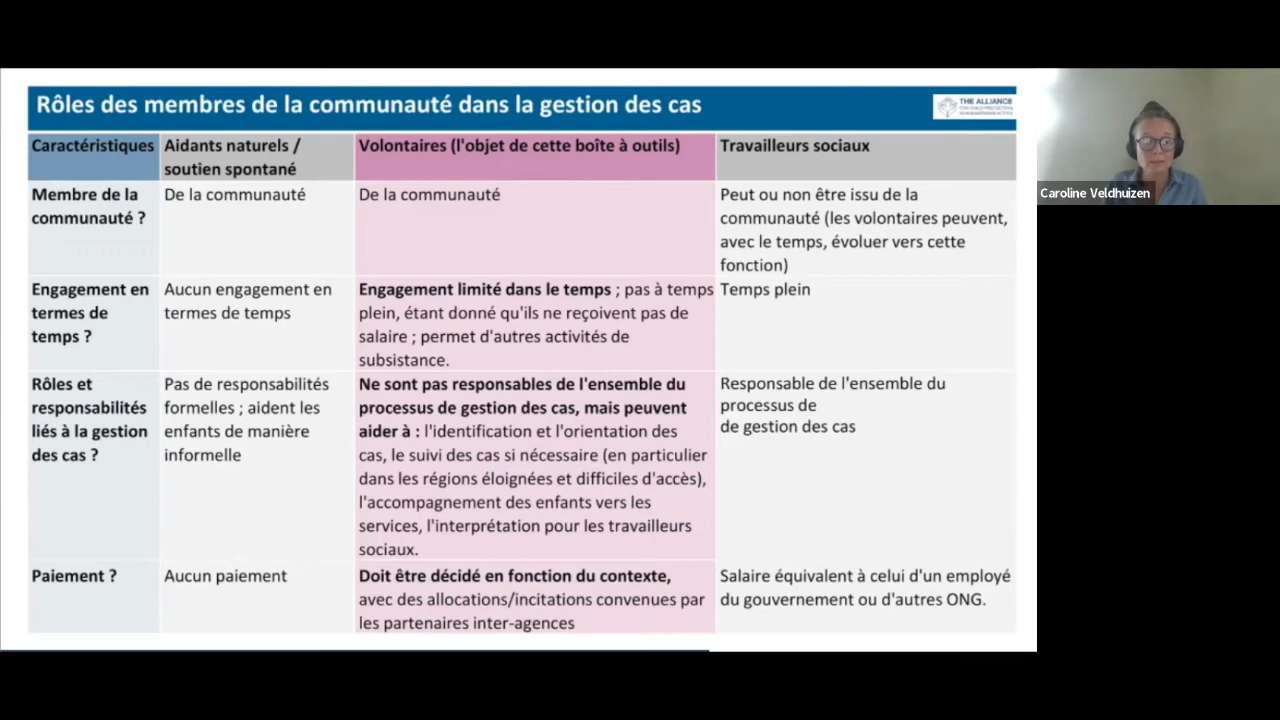 Rôles des membres de la communauté dans la gestion des cas
THE ALLIANCE
FOR CHILD PROTECTION
IN HUMANITARIAN ACTION
Caractéristiques
Aidants naturels /
soutien spontané
Volontaires (l'objet de cette boîte à outils)
Travailleurs sociaux
Membre de la
communauté ?
De la communauté
De la communauté
Peut ou non être issu de la
communauté (les volontaires peuvent,
avec le temps, évoluer vers cette
fonction)
Engagement en
termes de
temps ?
Aucun engagement en
termes de temps
Engagement limité dans le temps ; pas à temps
plein, étant donné qu'ils ne reçoivent pas de
salaire ; permet d'autres activités de
subsistance.
Temps plein
Rôles et
responsabilités
liés à la gestion
des cas ?
Pas de responsabilités
formelles ; aident les
enfants de manière
informelle
Ne sont pas responsables de l'ensemble du
processus de gestion des cas, mais peuvent
aider à : l'identification et l'orientation des
cas, le suivi des cas si nécessaire (en particulier
dans les régions éloignées et difficiles d'accès),
l'accompagnement des enfants vers les
services, l'interprétation pour les travailleurs
sociaux.
Responsable de l'ensemble du
processus de
de gestion des cas
Paiement ?
Aucun paiement
Doit être décidé en fonction du contexte,
avec des allocations/incitations convenues par
les partenaires inter-agences
Salaire équivalent à celui d'un employé
du gouvernement ou d'autres ONG.
Caroline Veldhuizen